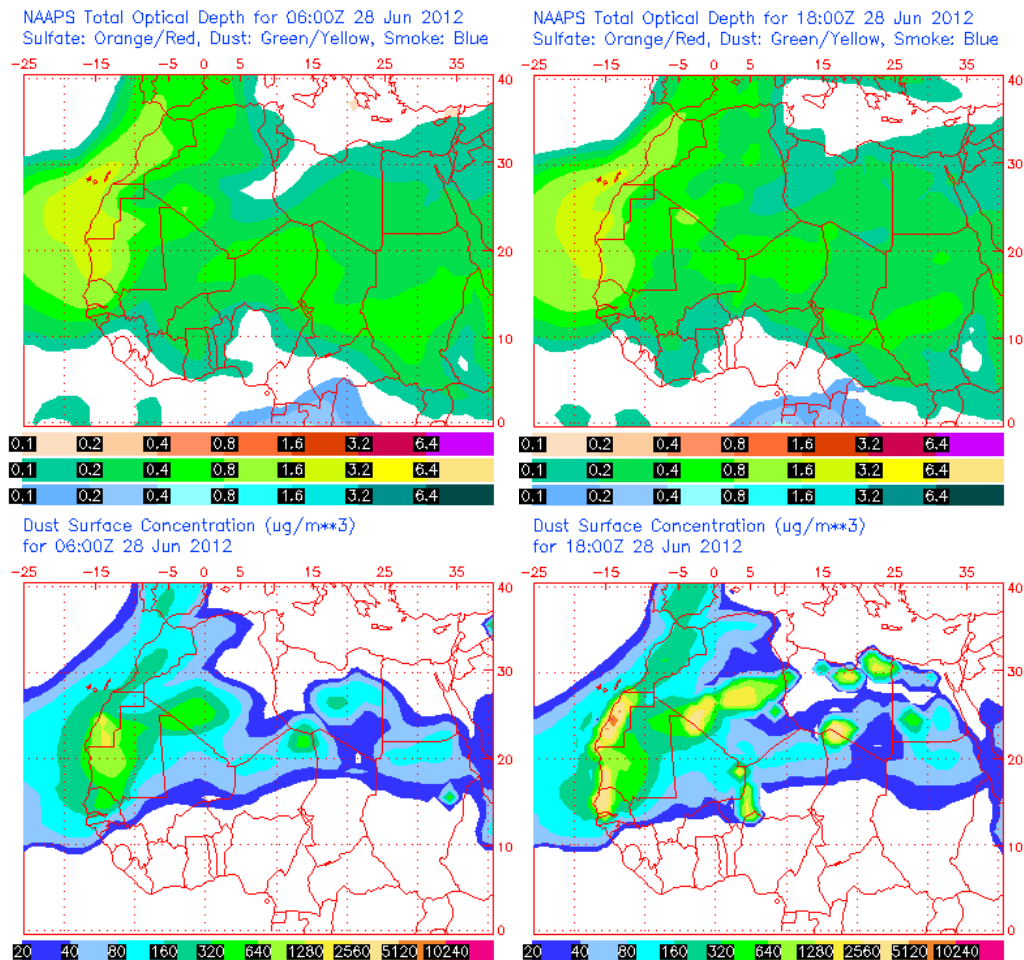 NAAPS Total Optical Depth for 06:00Z 28 Jun 2012
Sulfate: Orange/Red, Dust: Green/Yellow, Smoke: Blue
-25 -15 -5 0 5 15 25 35
40
30
20
10
0
0.1 0.2 0.4 0.8 1.6 3.2 6.4
0.1 0.2 0.4 0.8 1.6 3.2 6.4
0.1 0.2 0.4 0.8 1.6 3.2 6.4
NAAPS Total Optical Depth for 18:00Z 28 Jun 2012
Sulfate: Orange/Red, Dust: Green/Yellow, Smoke: Blue
-25 -15 -5 0 5 15 25 35
40
30
20
10
0
0.1 0.2 0.4 0.8 1.6 3.2 6.4
0.1 0.2 0.4 0.8 1.6 3.2 6.4
0.1 0.2 0.4 0.8 1.6 3.2 6.4
Dust Surface Concentration (ug/m**3)
for 06:00Z 28 Jun 2012
-25 -15 -5 0 5 15 25 35
40
30
20
10
0
20 40 80 160 320 640 1280 2560 5120 10240
Dust Surface Concentration (ug/m**3)
for 18:00Z 28 Jun 2012
-25 -15 -5 0 5 15 25 35
40
30
20
10
0
20 40 80 160 320 640 1280 2560 5120 10240